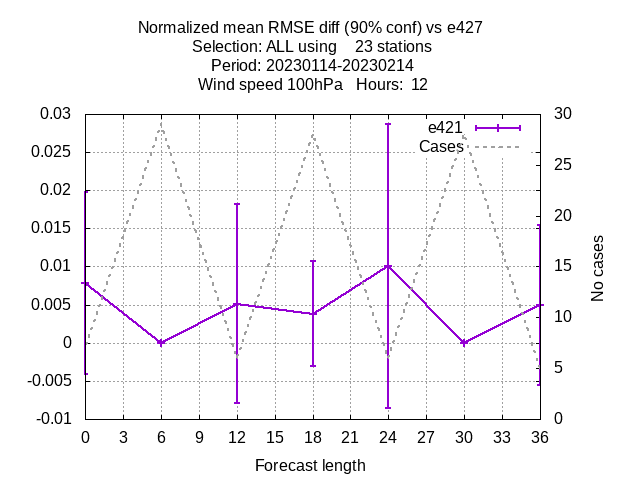 Normalized mean RMSE diff (90% conf) vs e427
Selection: ALL using    23 stations
Period: 20230114-20230214
Wind speed 100hPa   Hours:  12
0.03
0.025
0.02
0.015
0.01
0.005
0
-0.005
-0.01
e421
Cases
30
25
20
15
10
5
0
No cases
0 3 6 9 12 15 18 21 24 27 30 33 36
Forecast length